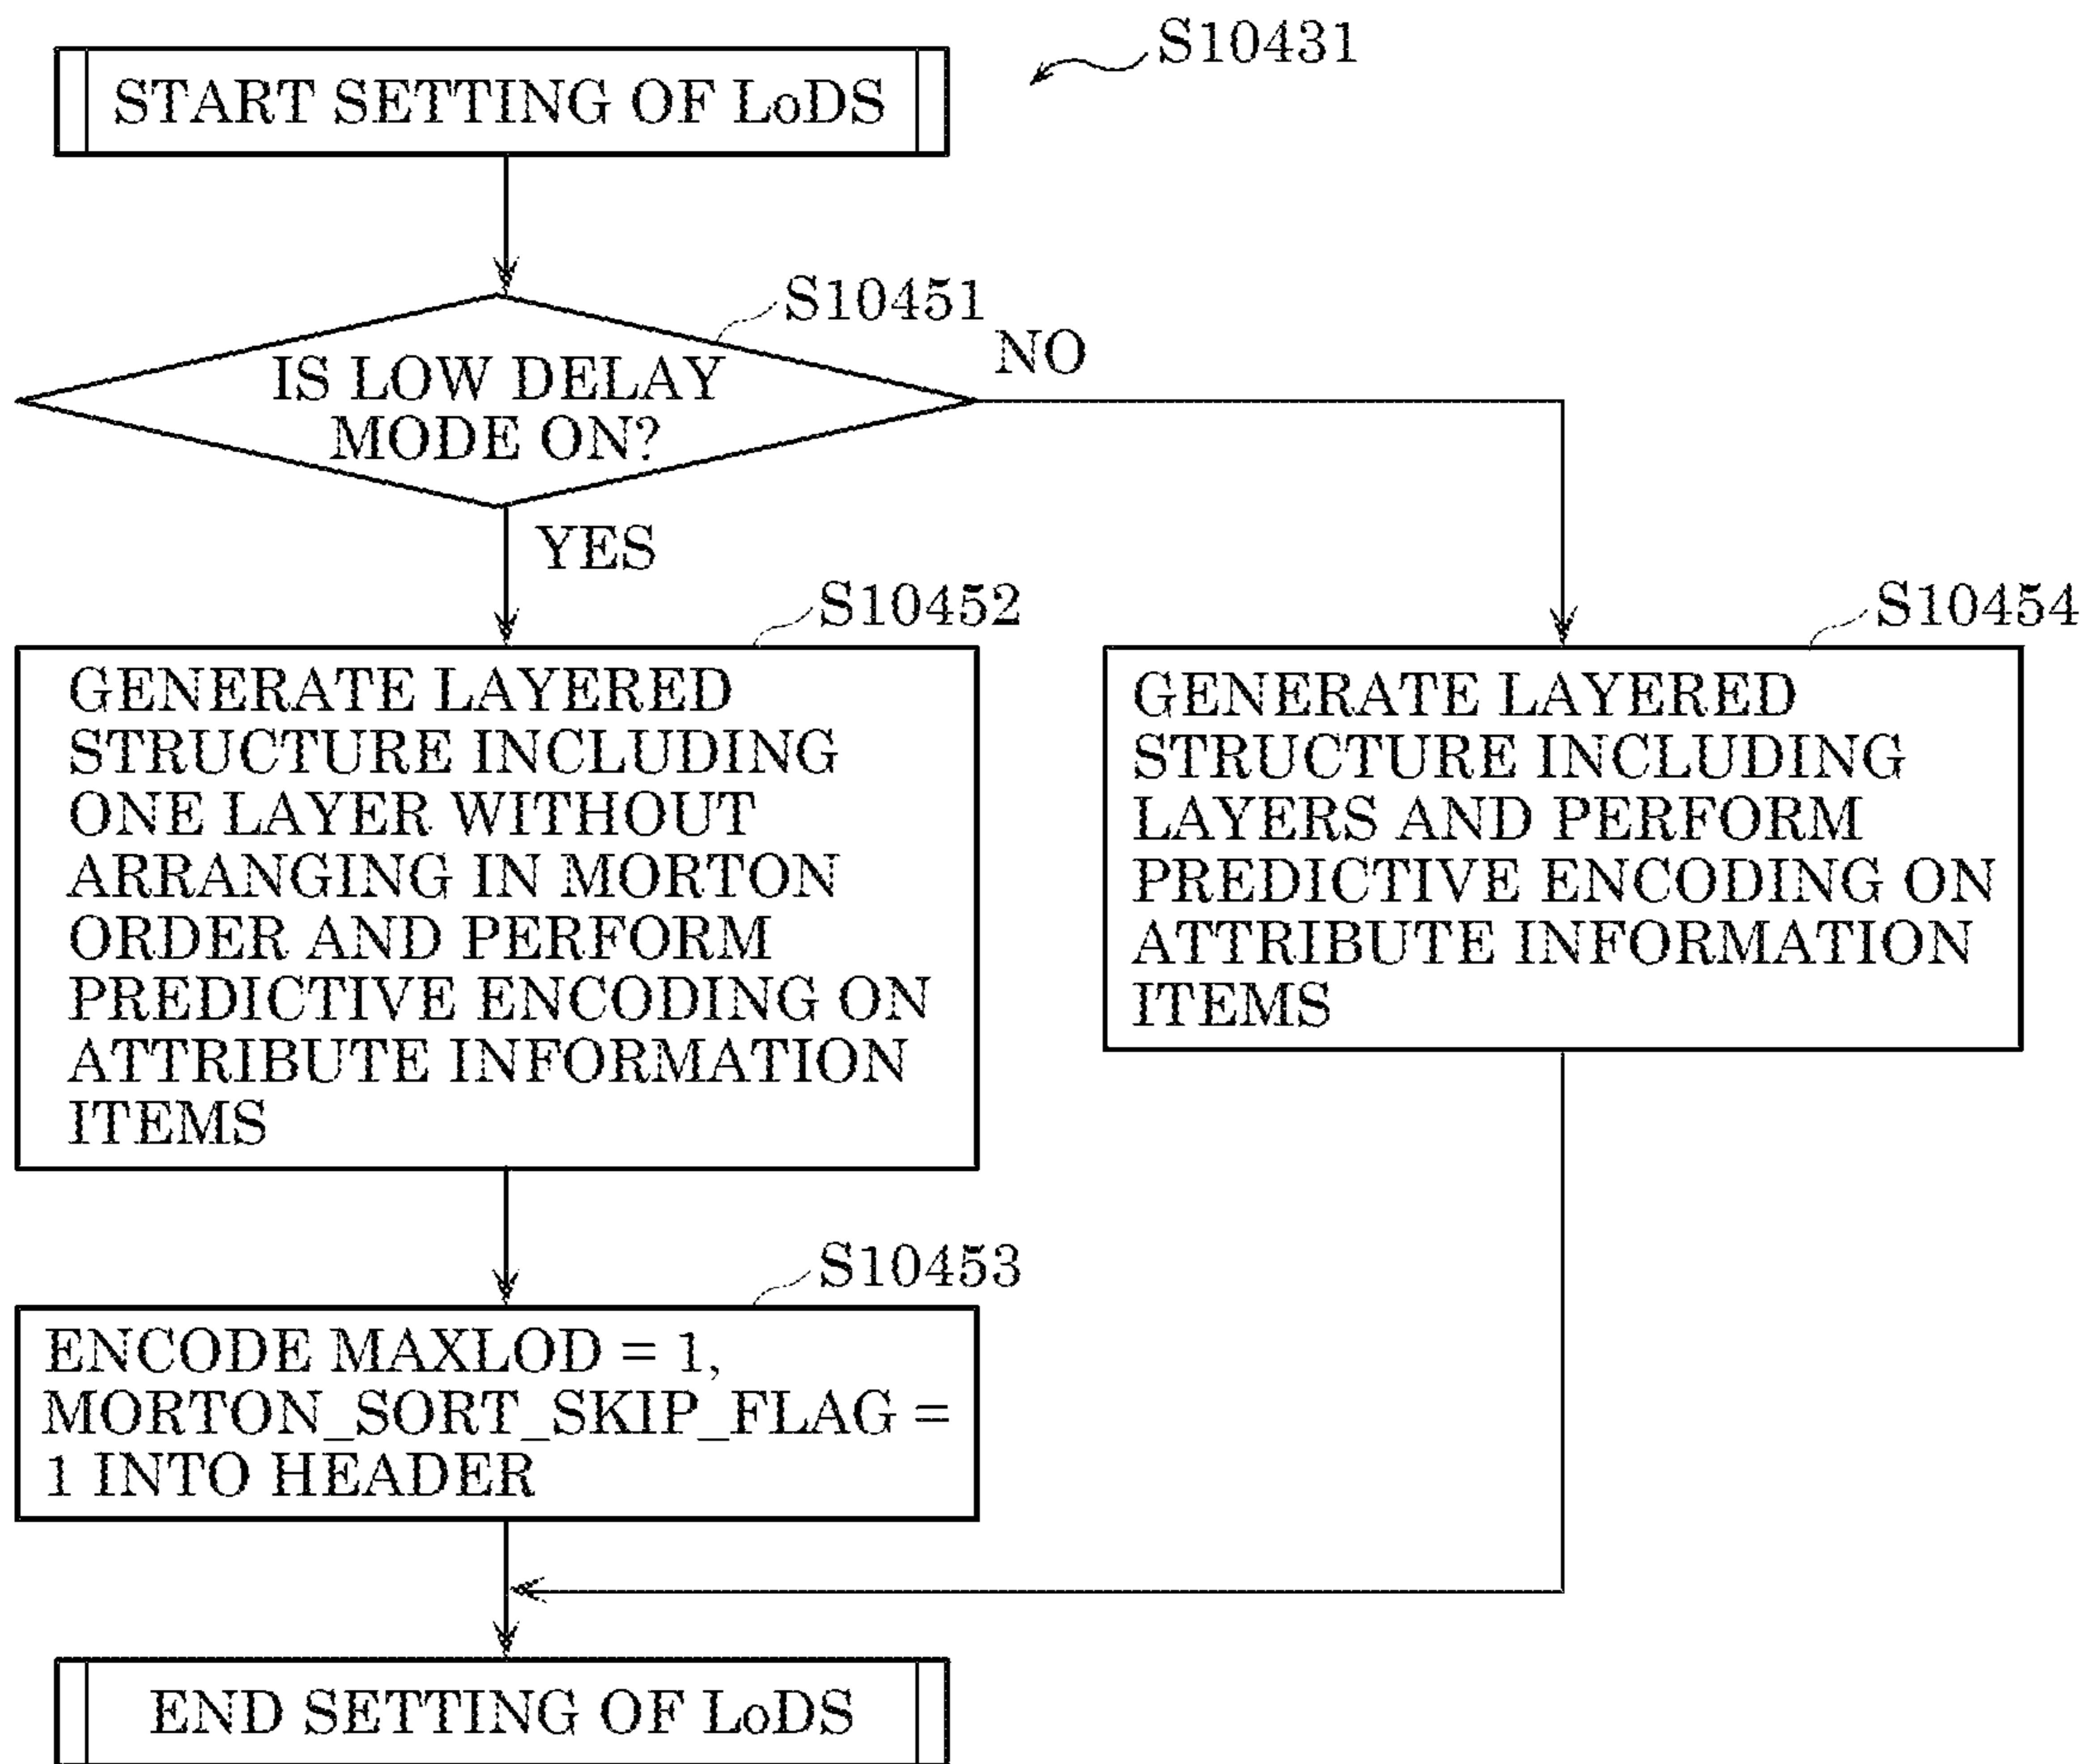 S10431
START SETTING OF LoDS
S10451
IS LOW DELAY
MODE ON?
NO
YES
S10452
GENERATE LAYERED
STRUCTURE INCLUDING
ONE LAYER WITHOUT
ARRANGING IN MORTON
ORDER AND PERFORM
PREDICTIVE ENCODING ON
ATTRIBUTE INFORMATION
ITEMS
S10454
GENERATE LAYERED
STRUCTURE INCLUDING
LAYERS AND PERFORM
PREDICTIVE ENCODING ON
ATTRIBUTE INFORMATION
ITEMS
S10453
ENCODE MAXLOD = 1,
MORTON_SORT_SKIP_FLAG =
1 INTO HEADER
END SETTING OF LoDS